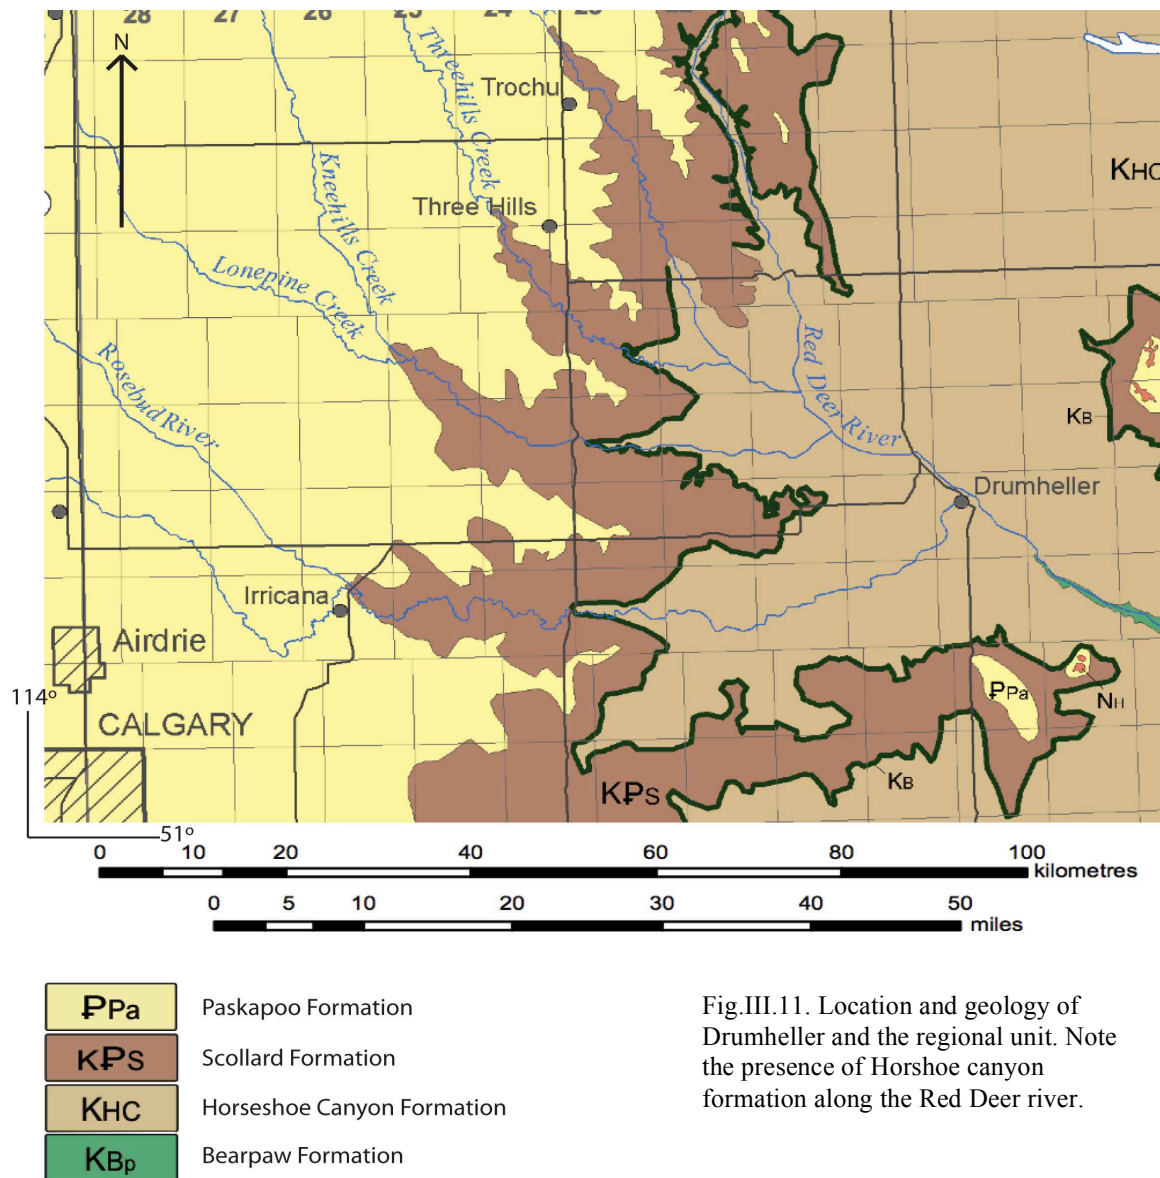 28 27 26 25 24 23 22
N
Threehills Creek
Trochu
KHC
Kneehills Creek
Three Hills
Lonepine Creek
Rosebud River
Red Deer River
KB
Drumheller
Irricana
Airdrie
114°
ⱣPa
NH
CALGARY
KⱣS
KB
51°
0 10 20 40 60 80 100
kilometres
0 5 10 20 30 40 50
miles
ⱣPa Paskapoo Formation
KⱣS Scollard Formation
KHC Horseshoe Canyon Formation
KBp Bearpaw Formation
Fig.III.11. Location and geology of
Drumheller and the regional unit. Note
the presence of Horshoe canyon
formation along the Red Deer river.